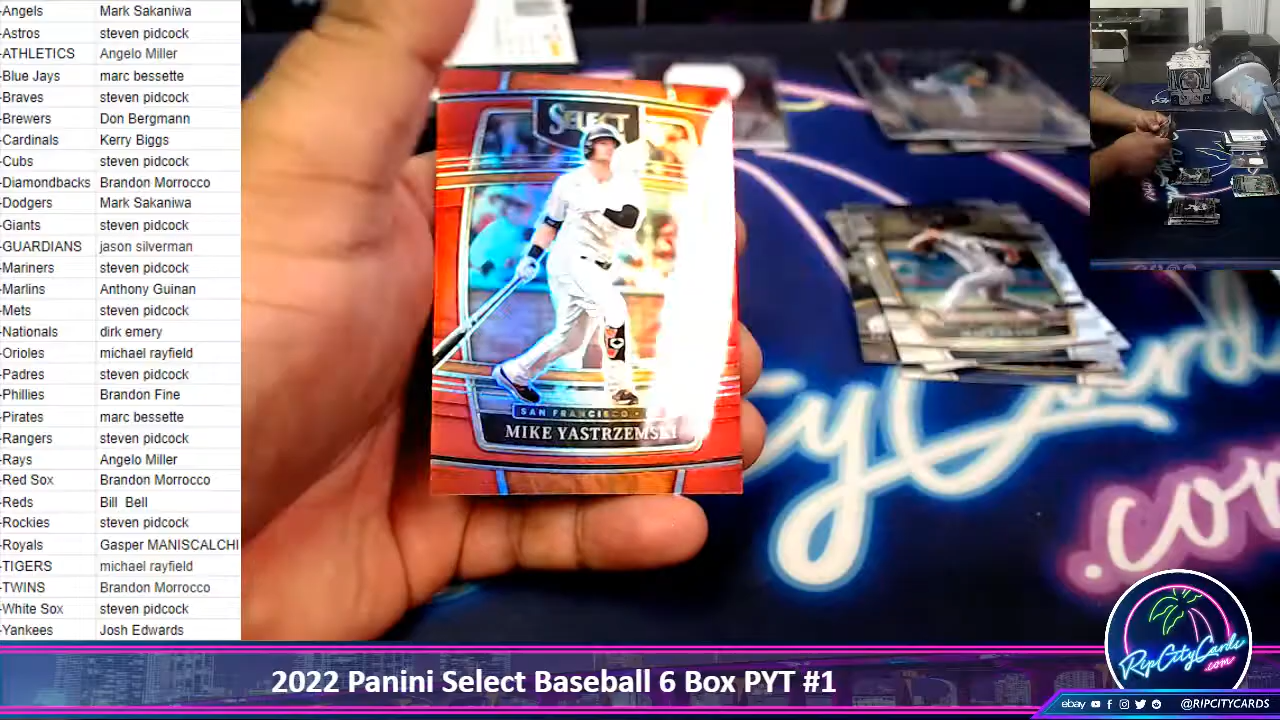 -Angels Mark Sakaniwa
-Astros steven pidcock
-ATHLETICS Angelo Miller
-Blue Jays marc bessette
-Braves steven pidcock
-Brewers Don Bergmann
-Cardinals Kerry Biggs
-Cubs steven pidcock
-Diamondbacks Brandon Morrocco
-Dodgers Mark Sakaniwa
-Giants steven pidcock
-GUARDIANS jason silverman
-Mariners steven pidcock
-Marlins Anthony Guinan
-Mets steven pidcock
-Nationals dirk emery
-Orioles michael rayfield
-Padres steven pidcock
-Phillies Brandon Fine
-Pirates marc bessette
-Rangers steven pidcock
-Rays Angelo Miller
-Red Sox Brandon Morrocco
-Reds Bill Bell
-Rockies steven pidcock
-Royals Gasper MANISCALCHI
-TIGERS michael rayfield
-TWINS Brandon Morrocco
-White Sox steven pidcock
-Yankees Josh Edwards
SELECT
SAN FRANCISCO
MIKE YASTRZEMSKI
.com
2022 Panini Select Baseball 6 Box PYT #1
RipCityCards
.com
ebay @RIPCITYCARDS